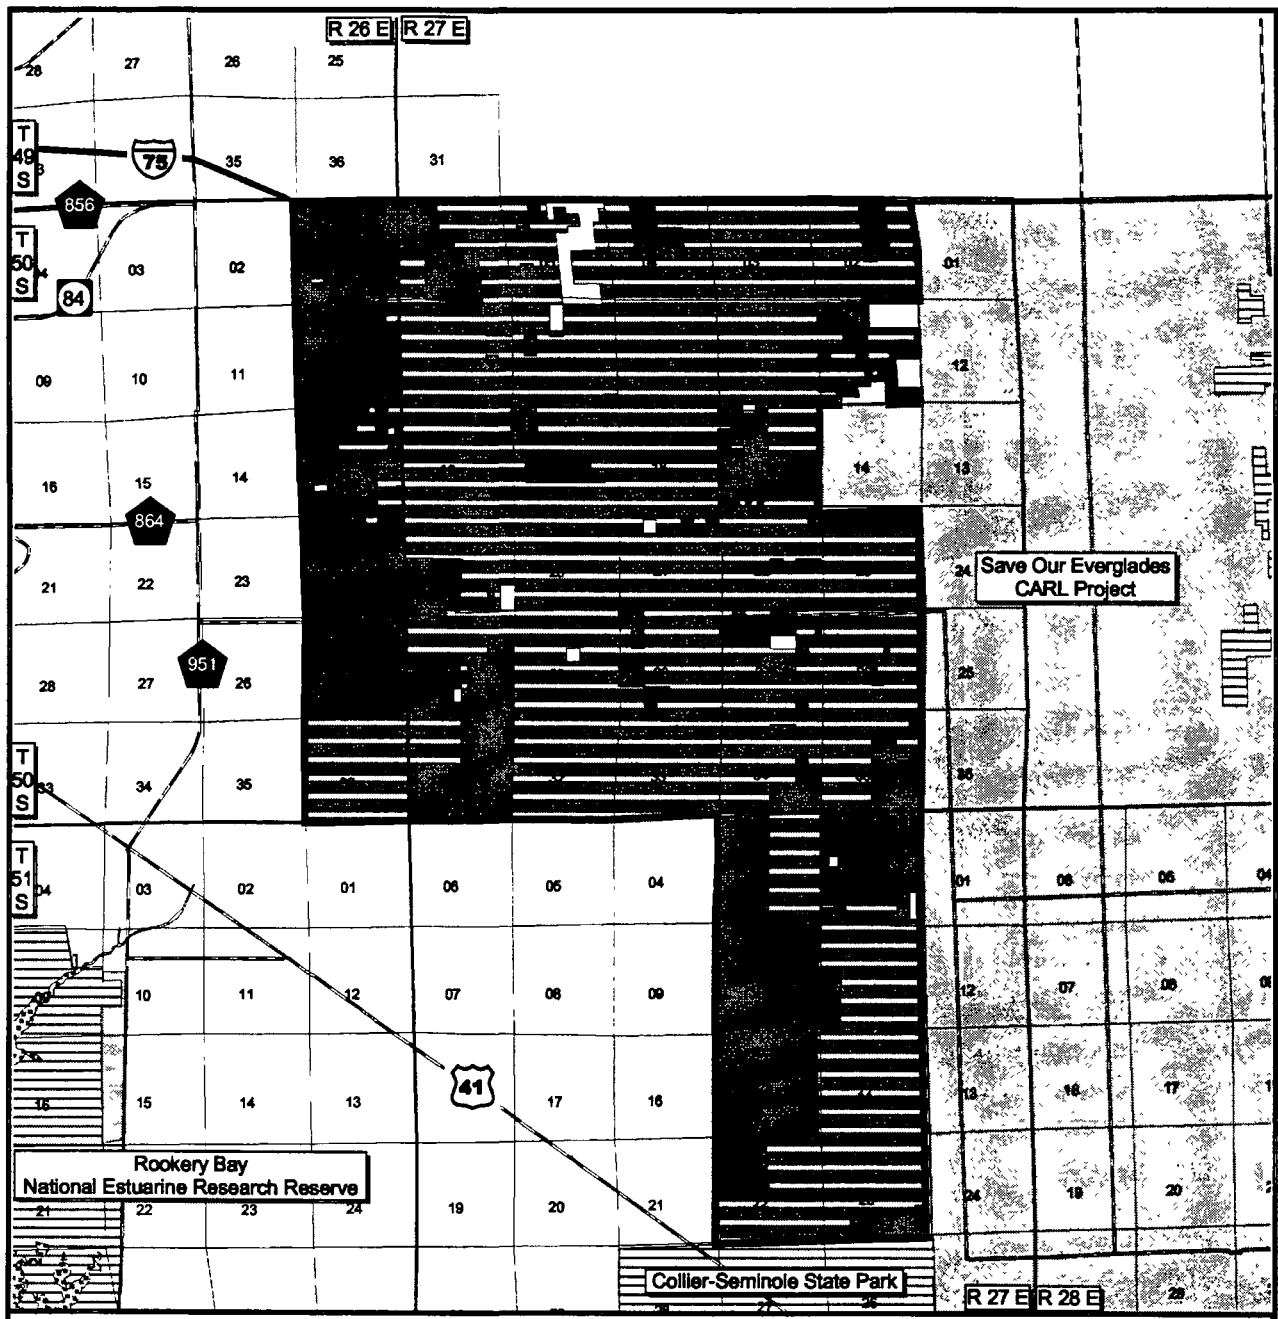 R 26 E R 27 E
28 27 26 25
T
49
S
75 35 36 31
856
T
50
S
03 02 01
84
09 10 11 12
16 15 14 14 13
864
21 22 23 24
Save Our Everglades
CARL Project
951
28 27 26 25
T
50
S
33 34 35 36
T
51
S
04 03 02 01 06 05 04 01 06 05 04
10 11 12 07 08 09 12 07 08
41
16 15 14 13 17 16 13 18 17
Rookery Bay
National Estuarine Research Reserve
21 22 23 24 19 20 21 24 19 20
Collier-Seminole State Park
R 27 E R 28 E